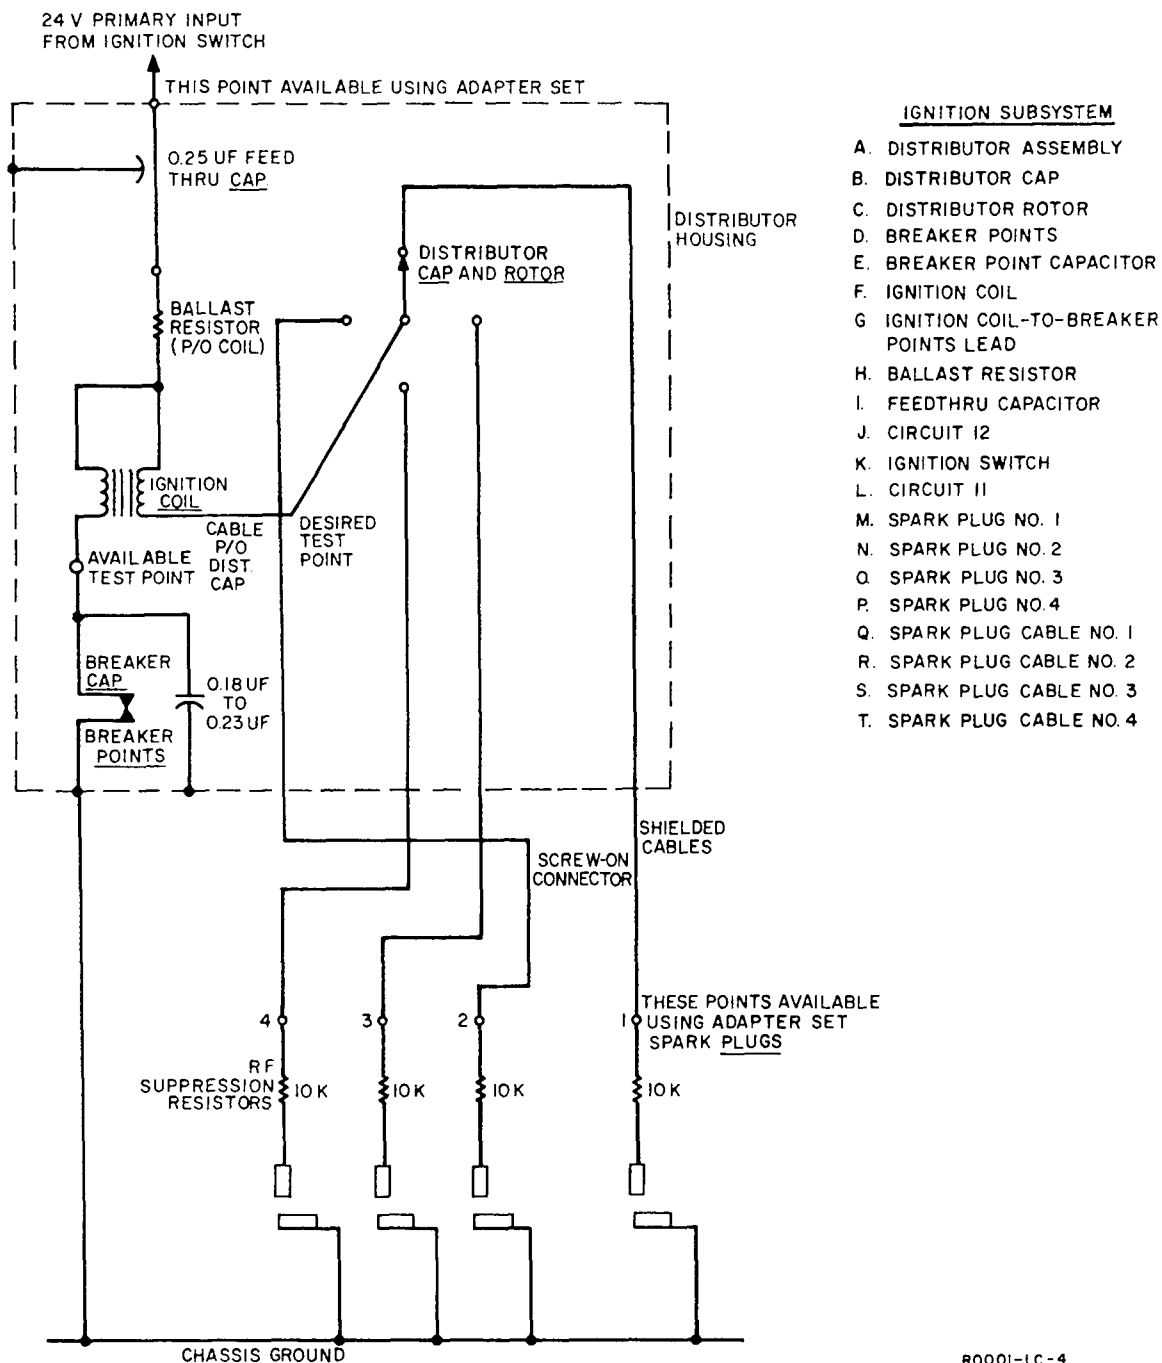 24 V PRIMARY INPUT
FROM IGNITION SWITCH
THIS POINT AVAILABLE USING ADAPTER SET
0.25 UF FEED
THRU CAP.
DISTRIBUTOR
HOUSING
DISTRIBUTOR
CAP AND ROTOR
BALLAST
RESISTOR
(P/O COIL)
IGNITION
COIL
CABLE
P/O
DIST.
CAP
DESIRED
TEST
POINT
AVAILABLE
TEST POINT
BREAKER
CAP
0.18 UF
TO
0.23 UF
BREAKER
POINTS
SHIELDED
CABLES
SCREW-ON
CONNECTOR
4
3
2
1
THESE POINTS AVAILABLE
USING ADAPTER SET
SPARK PLUGS
RF
SUPPRESSION
RESISTORS
10 K
10 K
10 K
10 K
CHASSIS GROUND
IGNITION SUBSYSTEM
A. DISTRIBUTOR ASSEMBLY
B. DISTRIBUTOR CAP
C. DISTRIBUTOR ROTOR
D. BREAKER POINTS
E. BREAKER POINT CAPACITOR
F. IGNITION COIL
G IGNITION COIL-TO-BREAKER
POINTS LEAD
H. BALLAST RESISTOR
I. FEEDTHRU CAPACITOR
J. CIRCUIT 12
K. IGNITION SWITCH
L. CIRCUIT 11
M. SPARK PLUG NO. 1
N. SPARK PLUG NO. 2
O. SPARK PLUG NO. 3
P. SPARK PLUG NO. 4
Q. SPARK PLUG CABLE NO. 1
R. SPARK PLUG CABLE NO. 2
S. SPARK PLUG CABLE NO. 3
T. SPARK PLUG CABLE NO. 4
R0001-LC-4